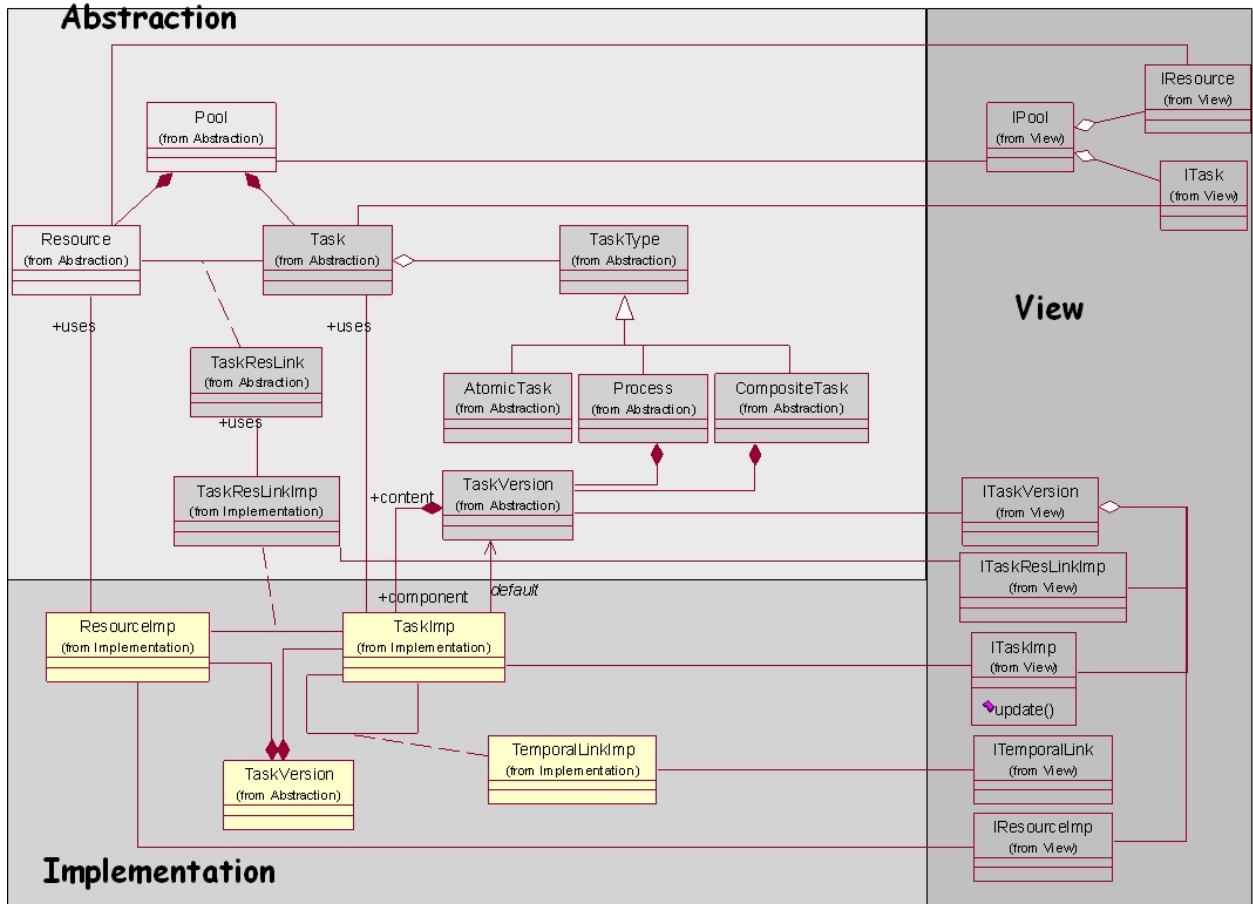 Abstraction
IResource
(from View)
Pool
(from Abstraction)
IPool
(from View)
ITask
(from View)
Resource
(from Abstraction)
Task
(from Abstraction)
TaskType
(from Abstraction)
View
+uses
+uses
TaskResLink
(from Abstraction)
AtomicTask
(from Abstraction)
Process
(from Abstraction)
CompositeTask
(from Abstraction)
+uses
TaskResLinkImp
(from Implementation)
+content
TaskVersion
(from Abstraction)
ITaskVersion
(from View)
ITaskResLinkImp
(from View)
+component
default
ResourceImp
(from Implementation)
TaskImp
(from Implementation)
ITaskImp
(from View)
update()
TemporalLinkImp
(from Implementation)
ITemporalLink
(from View)
TaskVersion
(from Abstraction)
IResourceImp
(from View)
Implementation